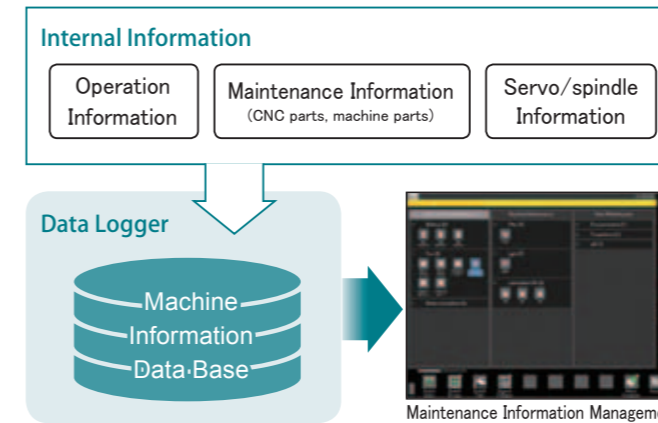 Internal Information
Operation
Information
Maintenance Information
(CNC parts, machine parts)
Servo/spindle
Information
Data Logger
Machine
Information
Data Base
Maintenance Information Manageme